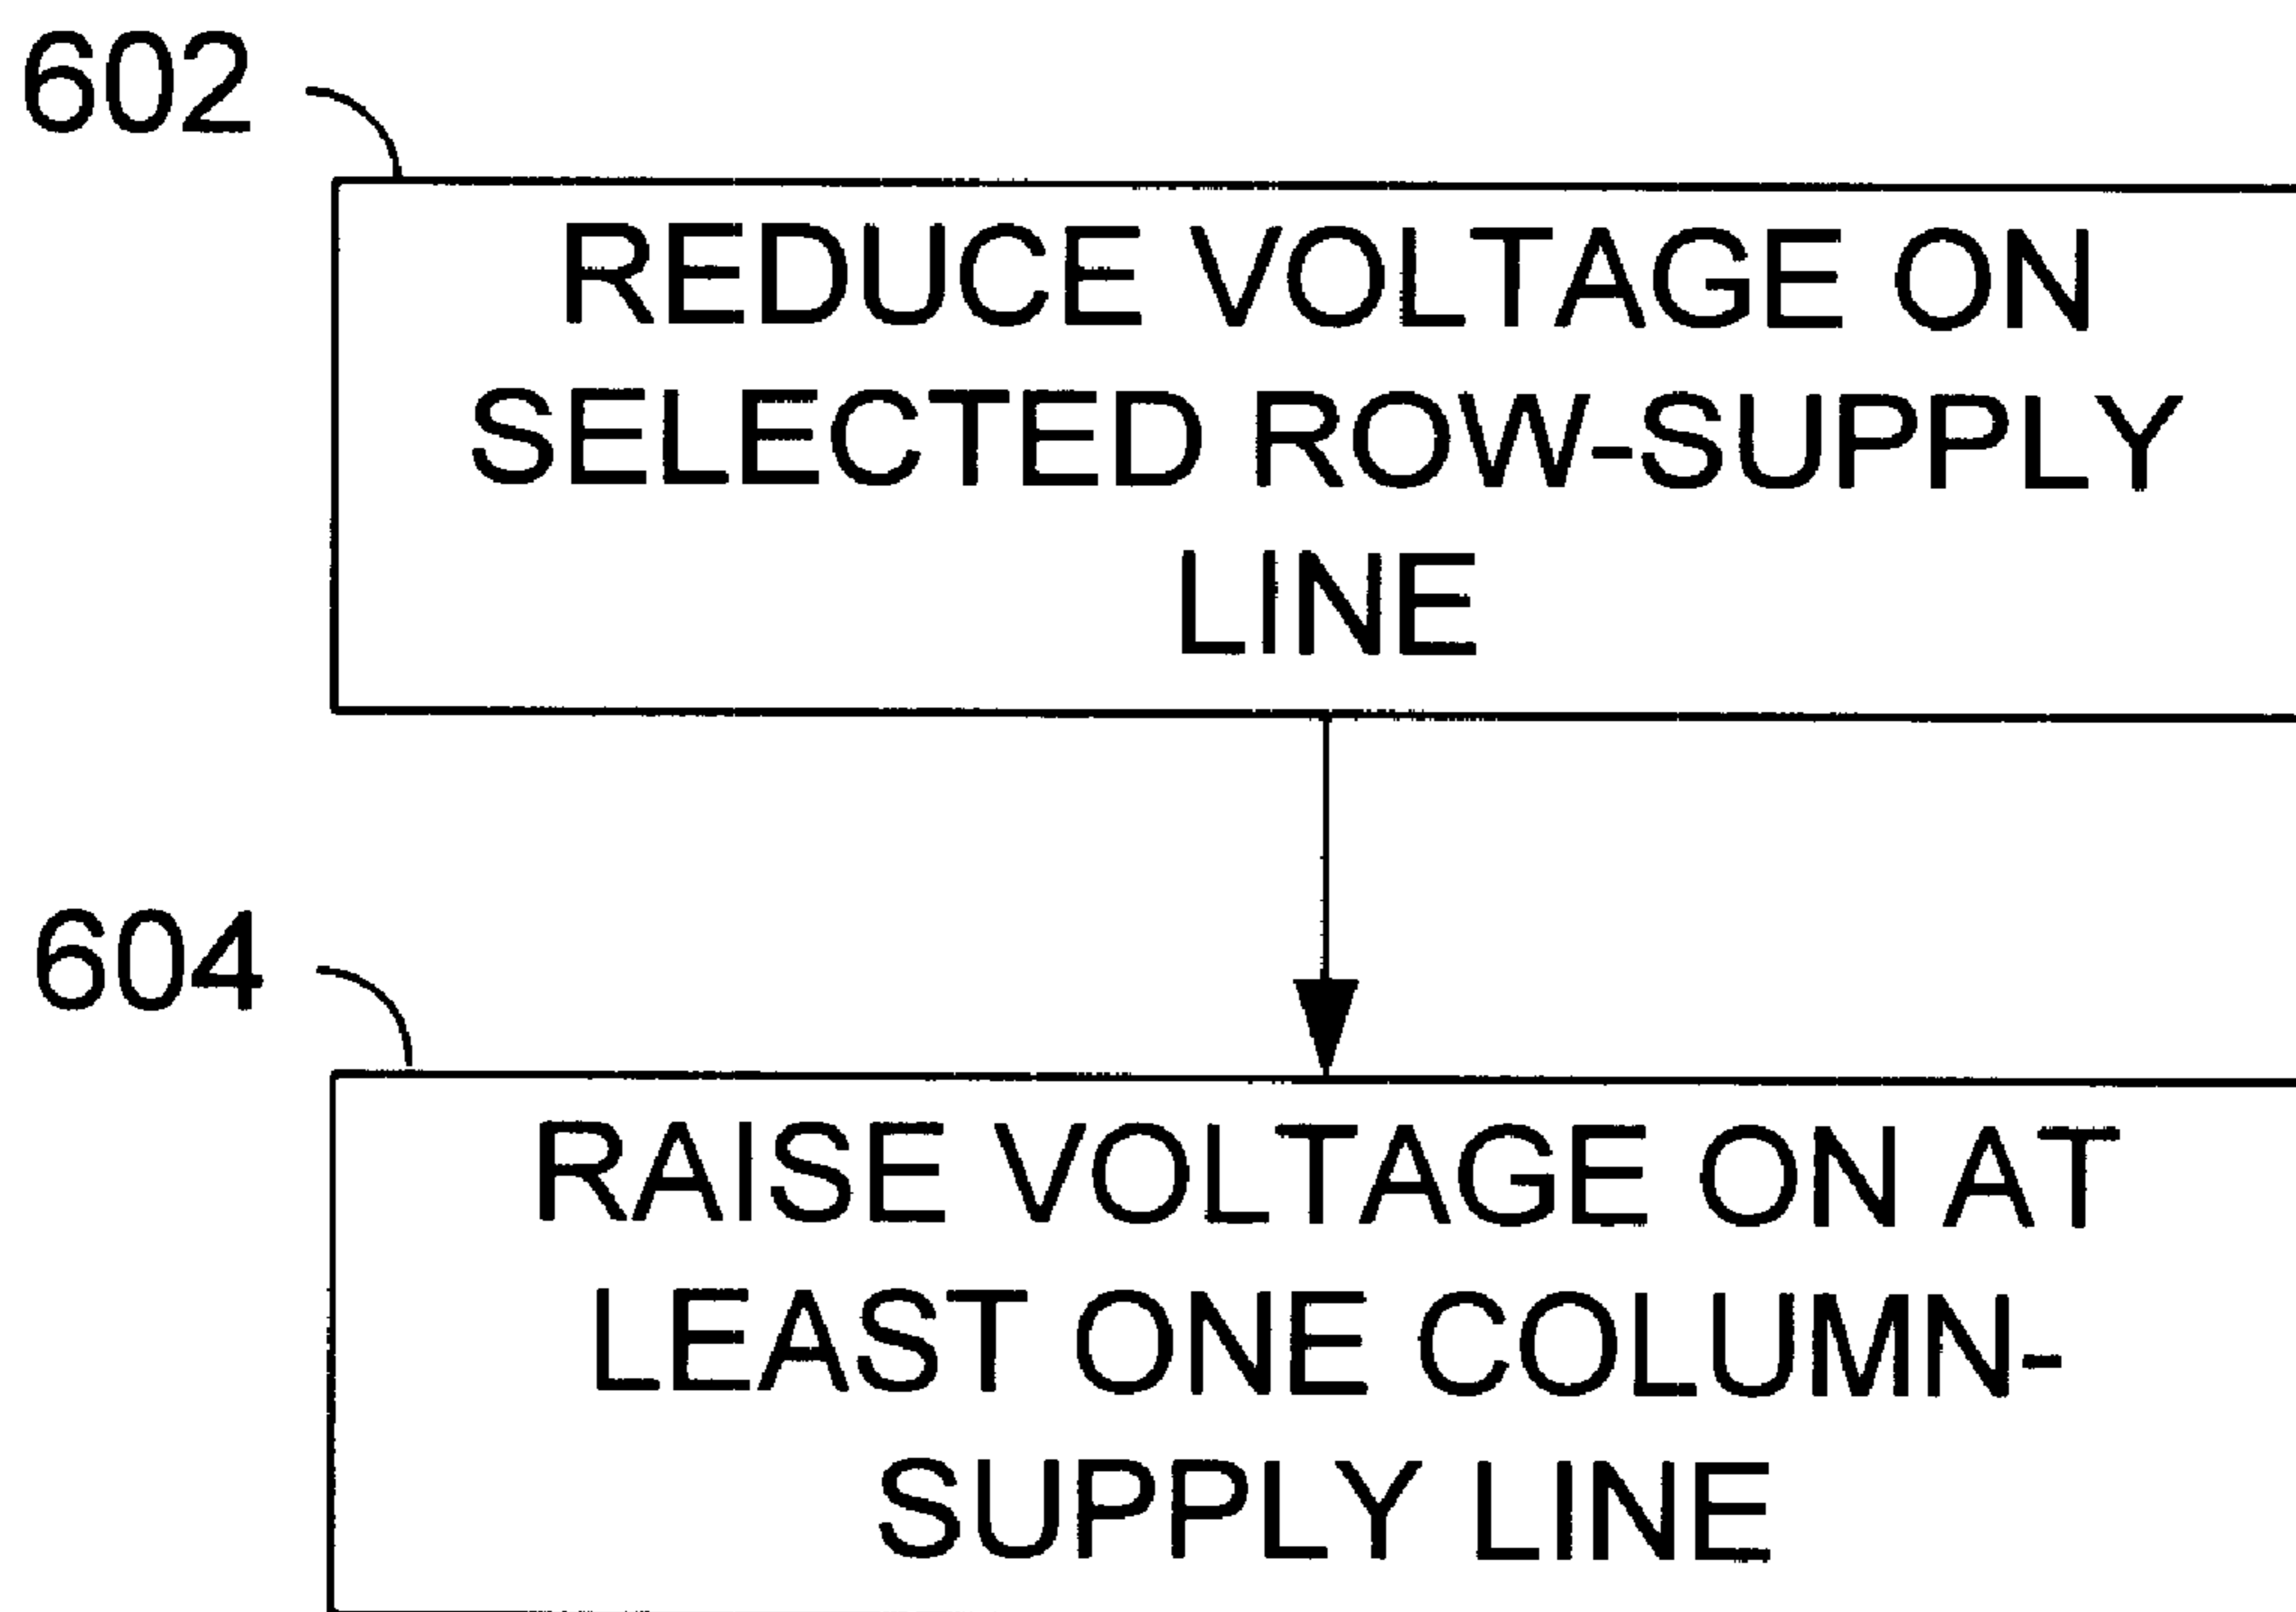 602
REDUCE VOLTAGE ON
SELECTED ROW-SUPPLY
LINE
604
RAISE VOLTAGE ON AT
LEAST ONE COLUMN-
SUPPLY LINE